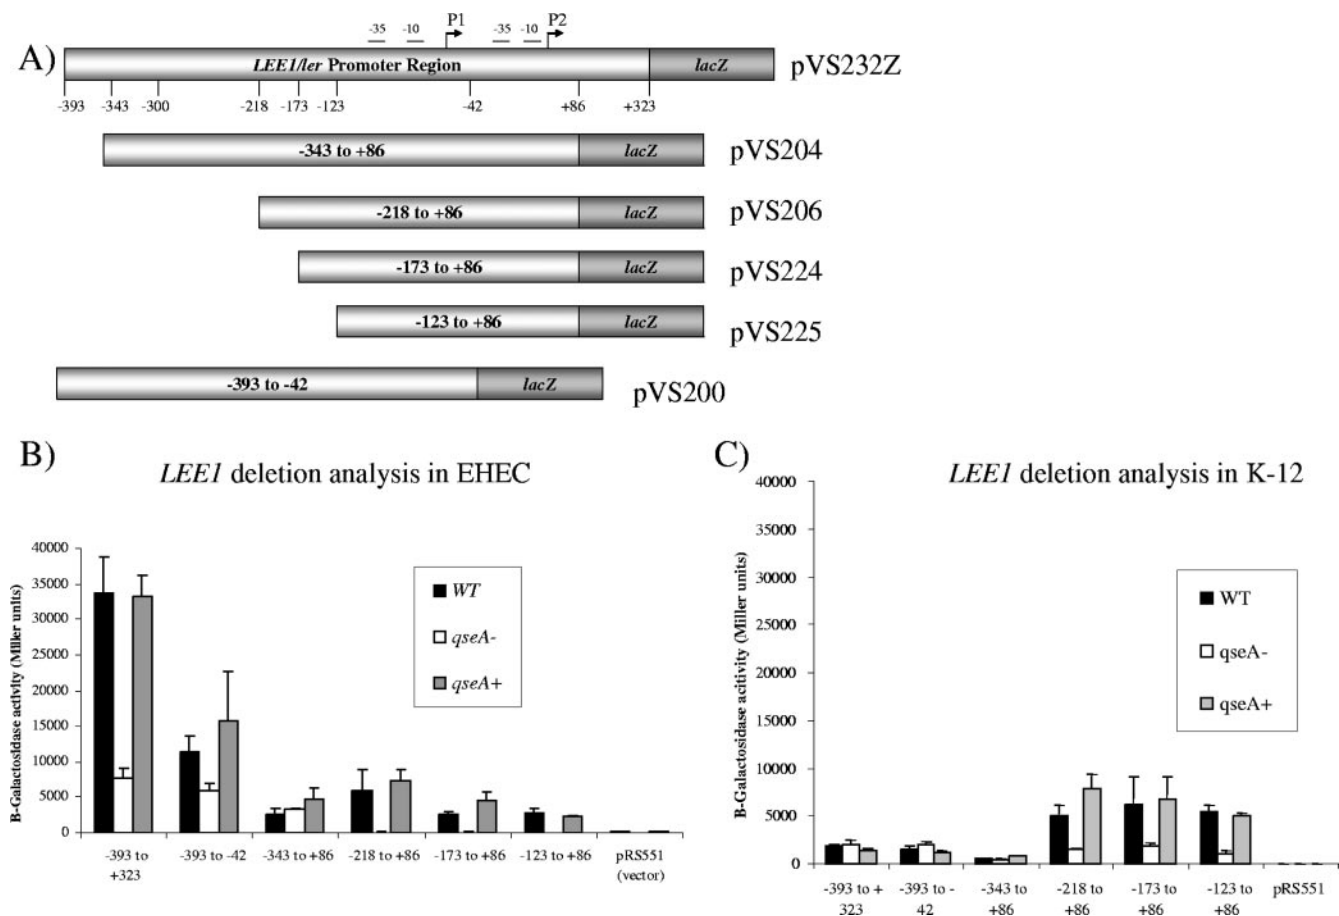 A)
-35 -10 P1 -35 -10 P2
LEE1/ler Promoter Region lacZ pVS232Z
-393 -343 -300 -218 -173 -123 -42 +86 +323
-343 to +86 lacZ pVS204
-218 to +86 lacZ pVS206
-173 to +86 lacZ pVS224
-123 to +86 lacZ pVS225
-393 to -42 lacZ pVS200
B)
LEE1 deletion analysis in EHEC
B-Galactosidase activity (Miller units)
40000
35000
30000
25000
20000
15000
10000
5000
0
WT
qseA-
qseA+
-393 to -393 to -42 -343 to +86 -218 to +86 -173 to +86 -123 to +86 pRS551
+323 (vector)
C)
LEE1 deletion analysis in K-12
B-Galactosidase acitivity (Miller units)
40000
35000
30000
25000
20000
15000
10000
5000
0
WT
qseA-
qseA+
-393 to + -393 to - -343 to -218 to -173 to -123 to pRS551
323 42 +86 +86 +86 +86